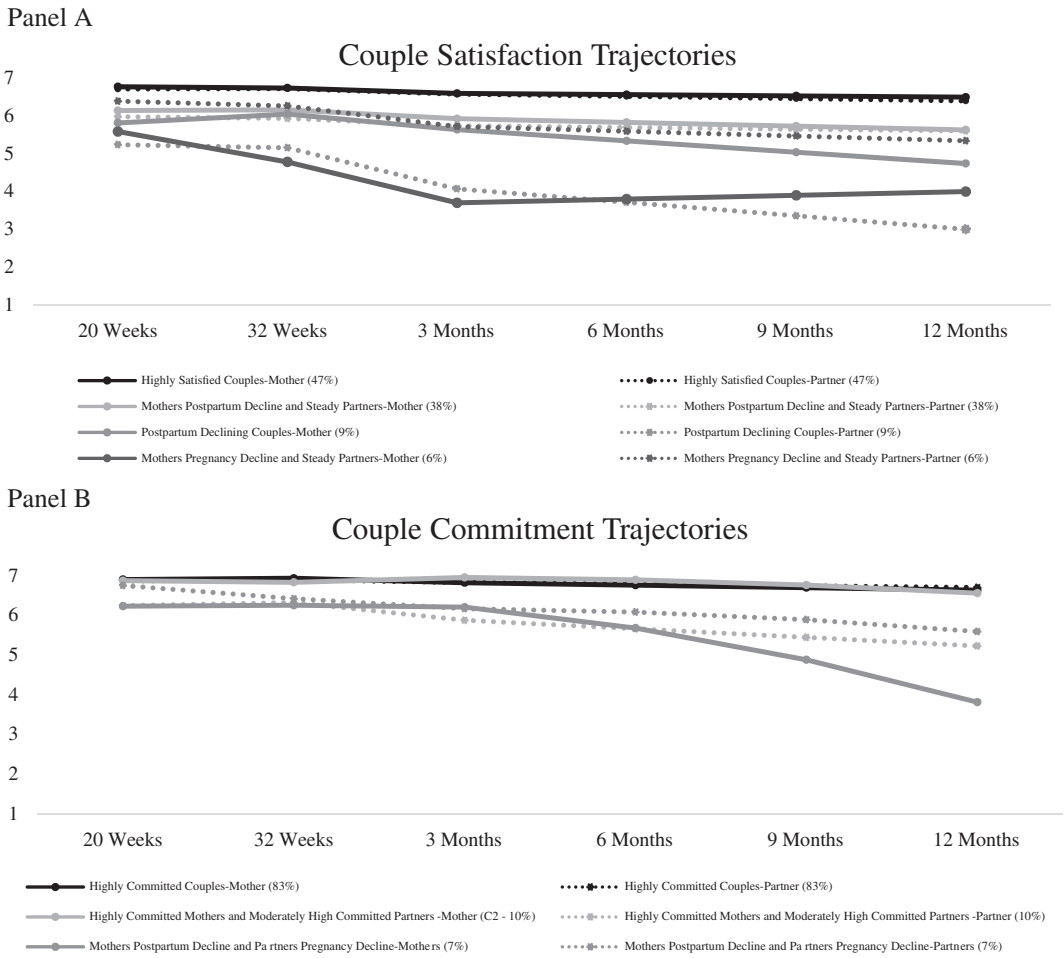 Panel A
Couple Satisfaction Trajectories
7
6
5
4
3
2
1
20 Weeks 32 Weeks 3 Months 6 Months 9 Months 12 Months
Highly Satisfied Couples-Mother (47%) Highly Satisfied Couples-Partner (47%)
Mothers Postpartum Decline and Steady Partners-Mother (38%) Mothers Postpartum Decline and Steady Partners-Partner (38%)
Postpartum Declining Couples-Mother (9%) Postpartum Declining Couples-Partner (9%)
Mothers Pregnancy Decline and Steady Partners-Mother (6%) Mothers Pregnancy Decline and Steady Partners-Partner (6%)
Panel B
Couple Commitment Trajectories
7
6
5
4
3
2
1
20 Weeks 32 Weeks 3 Months 6 Months 9 Months 12 Months
Highly Committed Couples-Mother (83%) Highly Committed Couples-Partner (83%)
Highly Committed Mothers and Moderately High Committed Partners -Mother (C2 - 10%) Highly Committed Mothers and Moderately High Committed Partners -Partner (10%)
Mothers Postpartum Decline and Pa rtners Pregnancy Decline-Mothers (7%) Mothers Postpartum Decline and Pa rtners Pregnancy Decline-Partners (7%)